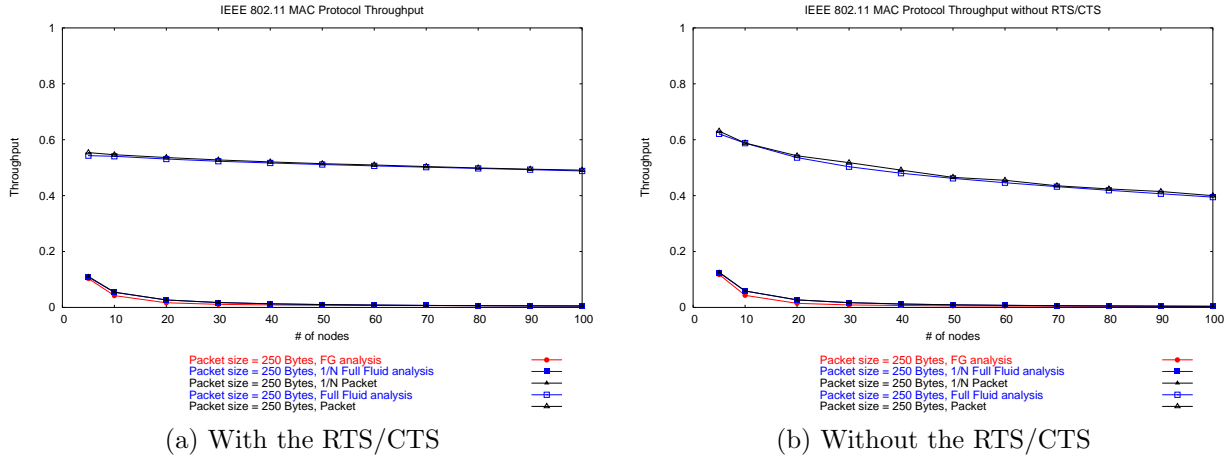 IEEE 802.11 MAC Protocol Throughput
1
0.8
0.6
0.4
0.2
0
Throughput
0 10 20 30 40 50 60 70 80 90 100
# of nodes
Packet size = 250 Bytes, FG analysis
Packet size = 250 Bytes, 1/N Full Fluid analysis
Packet size = 250 Bytes, 1/N Packet
Packet size = 250 Bytes, Full Fluid analysis
Packet size = 250 Bytes, Packet
(a) With the RTS/CTS
IEEE 802.11 MAC Protocol Throughput without RTS/CTS
1
0.8
0.6
0.4
0.2
0
Throughput
0 10 20 30 40 50 60 70 80 90 100
# of nodes
Packet size = 250 Bytes, FG analysis
Packet size = 250 Bytes, 1/N Full Fluid analysis
Packet size = 250 Bytes, 1/N Packet
Packet size = 250 Bytes, Full Fluid analysis
Packet size = 250 Bytes, Packet
(b) Without the RTS/CTS